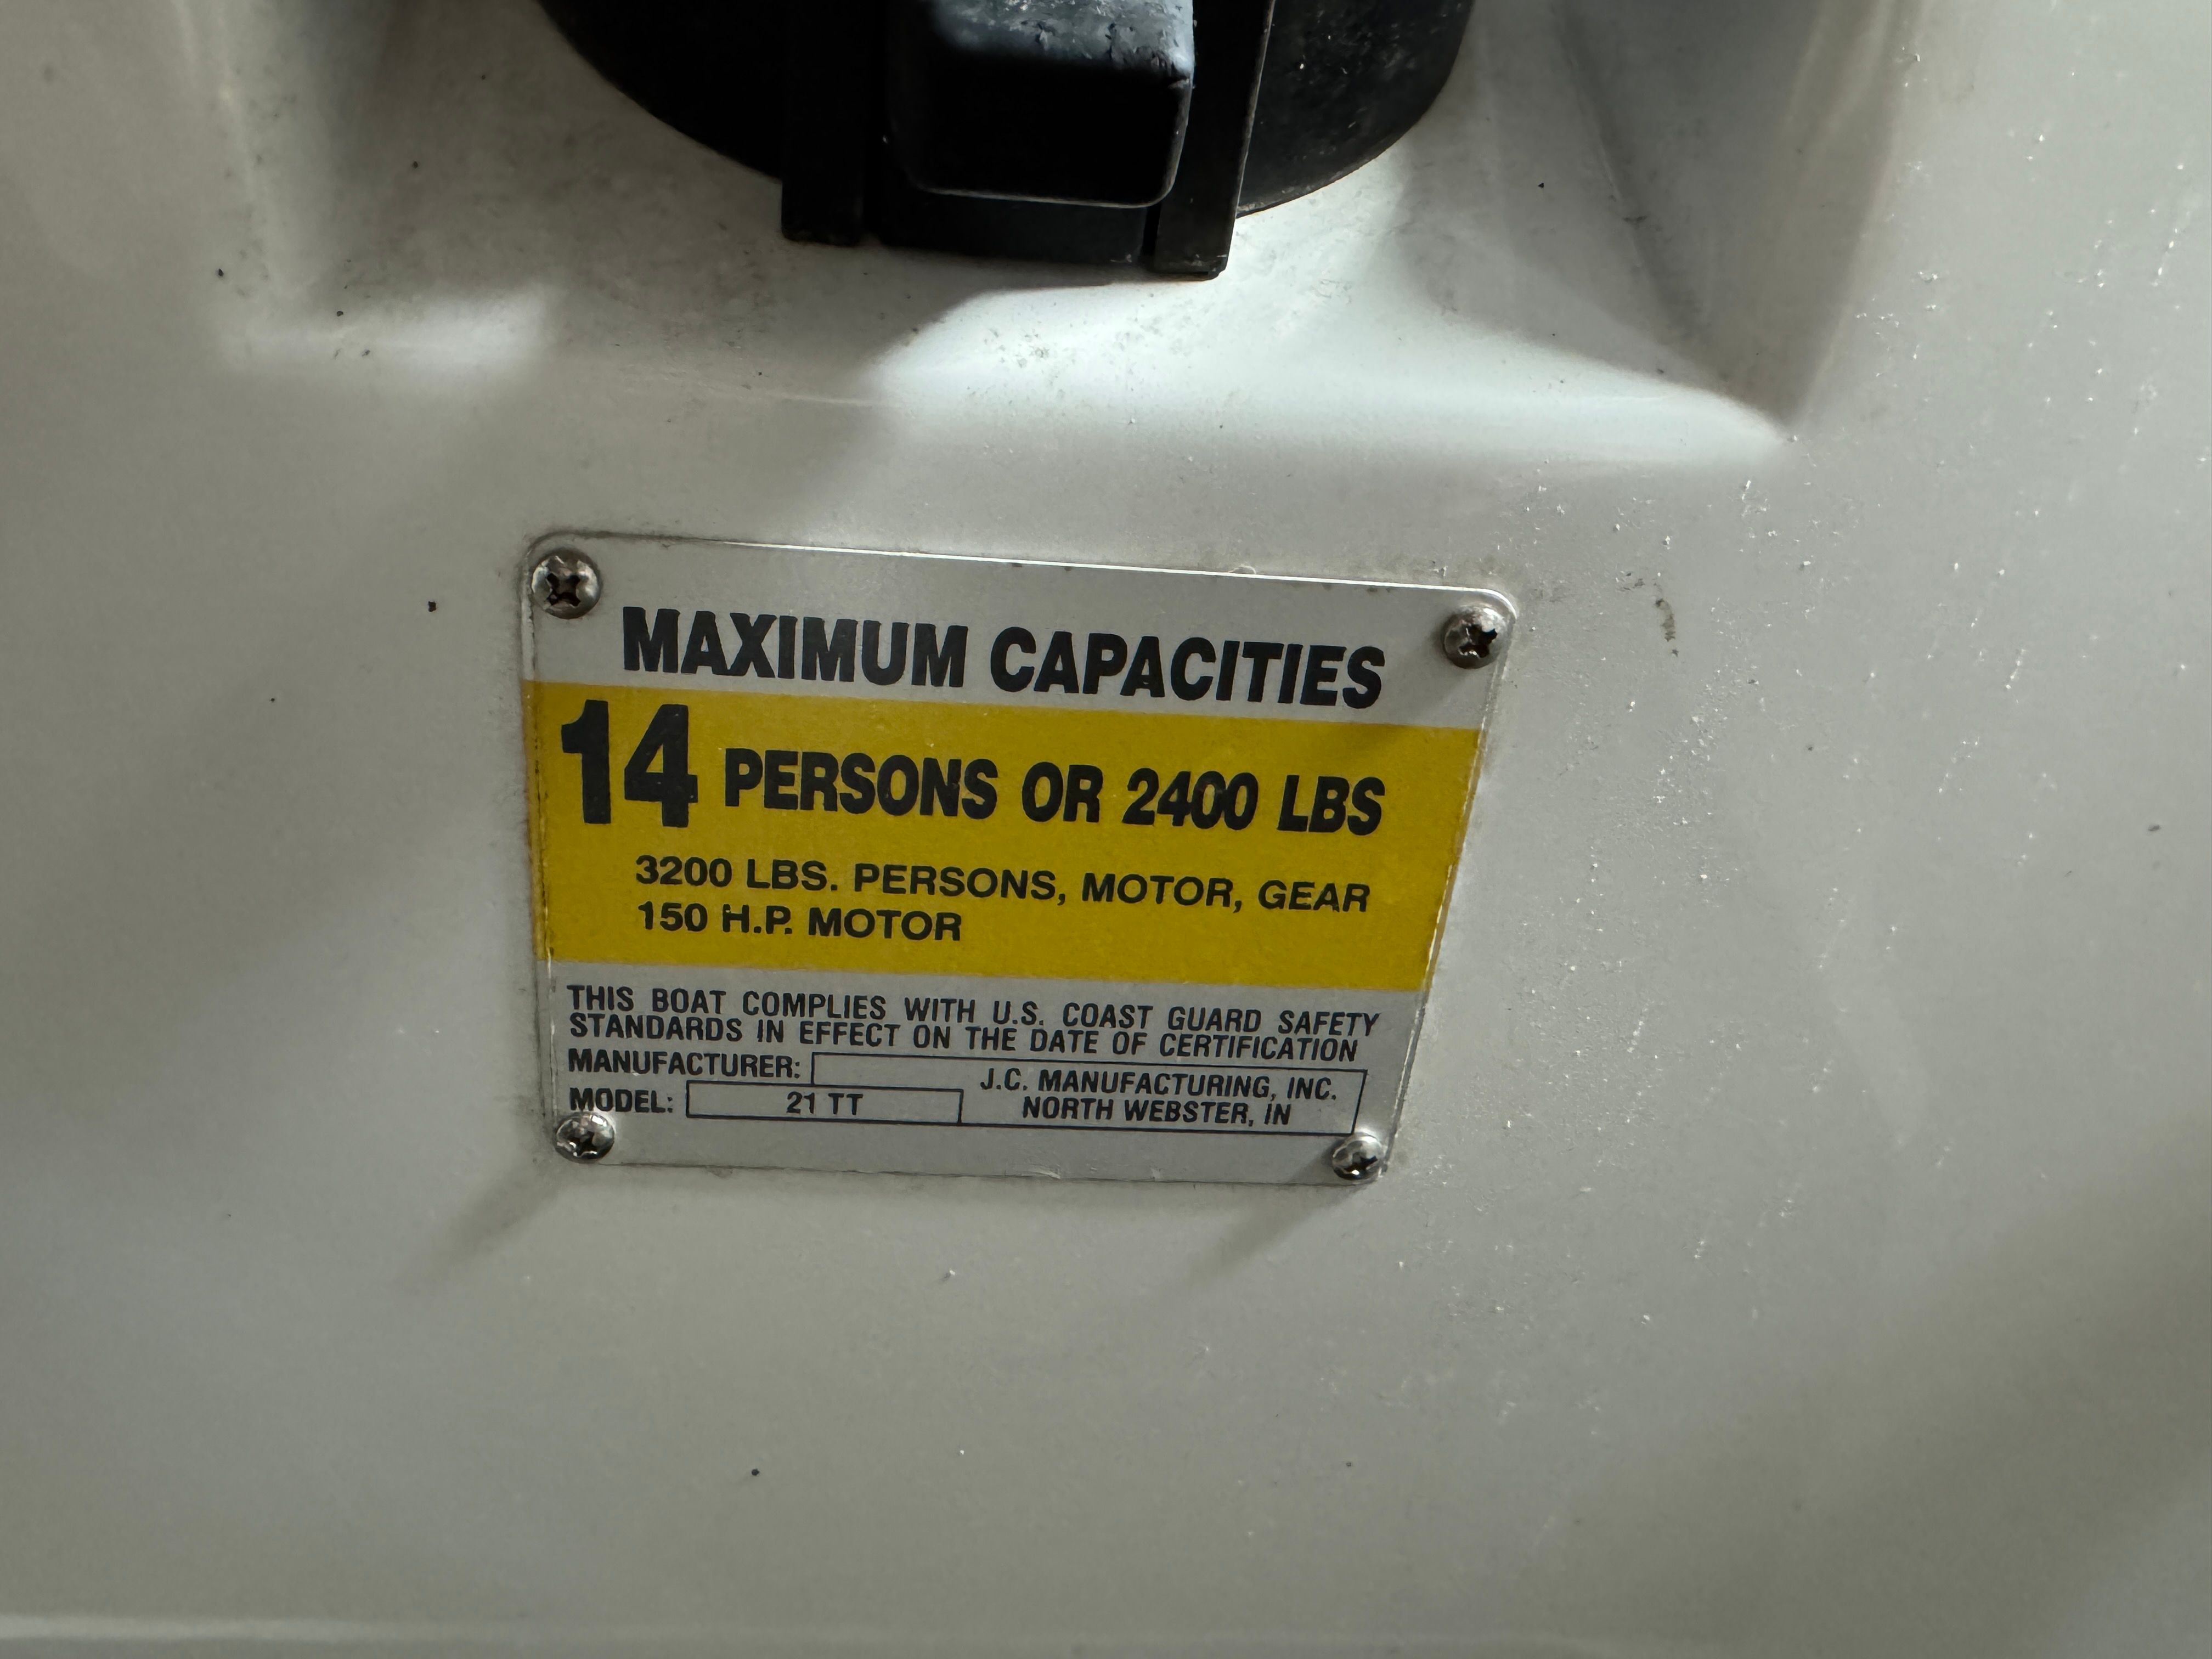 MAXIMUM CAPACITIES
14 PERSONS OR 2400 LBS
3200 LBS. PERSONS, MOTOR, GEAR
150 H.P. MOTOR
THIS BOAT COMPLIES WITH U.S. COAST GUARD SAFETY
STANDARDS IN EFFECT ON THE DATE OF CERTIFICATION
MANUFACTURER: J.C. MANUFACTURING, INC.
MODEL: 21 TT NORTH WEBSTER, IN